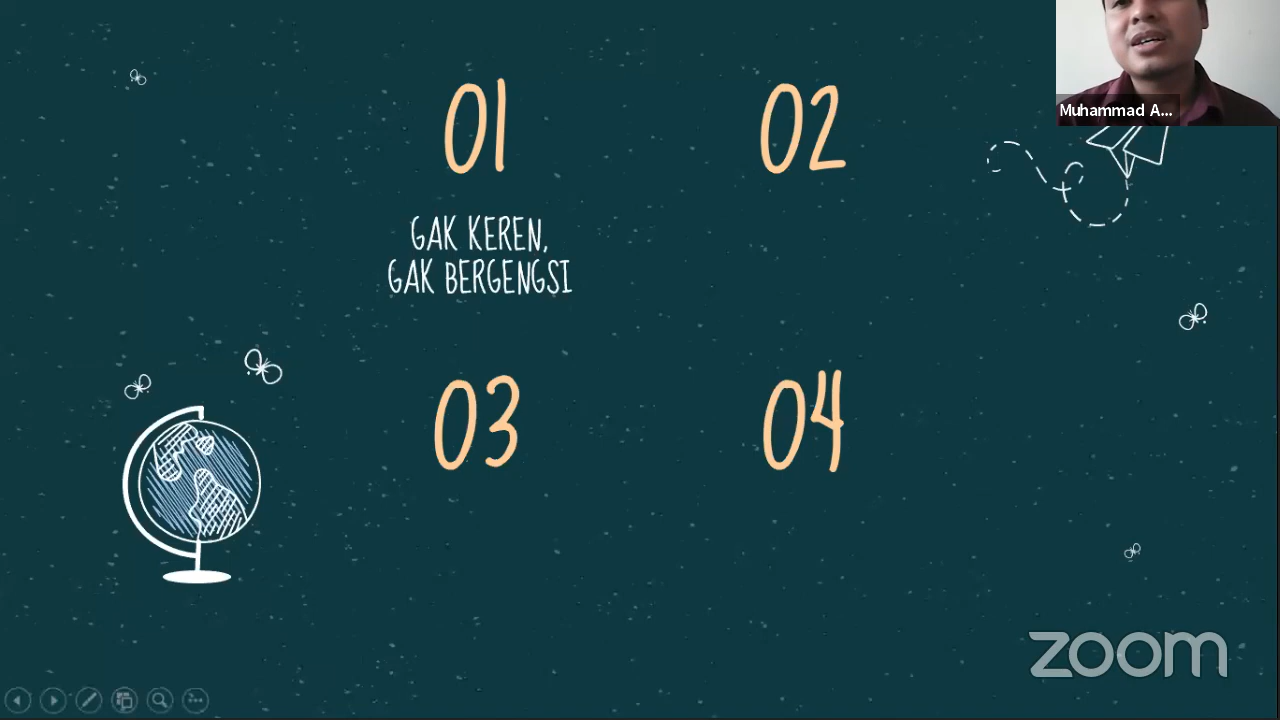 Muhammad A...
01
02
GAK KEREN,
GAK BERGENGSI
03
04
zoom